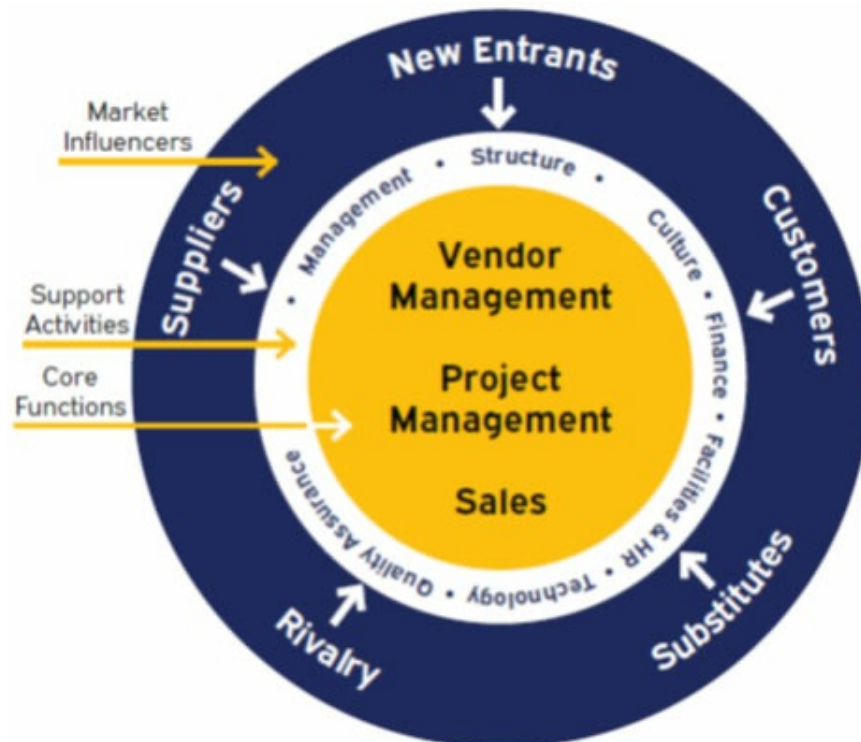 New Entrants
Market
Influencers
Suppliers
Customers
• Management • Structure •
Culture • Finance • Facilities & HR • Technology • Quality Assurance
Vendor
Management
Support
Activities
Core
Functions
Project
Management
Sales
Rivalry
Substitutes